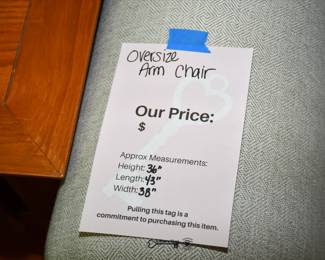 Oversize
Arm Chair
Our Price:
$
Approx Measurements:
Height: 36"
Length: 43"
Width: 38"
Pulling this tag is a
commitment to purchasing this item.